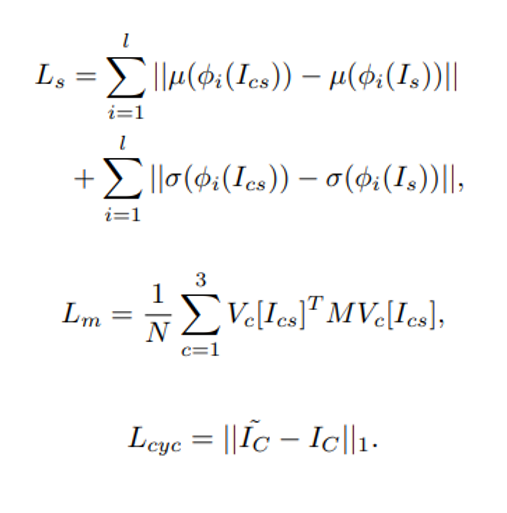 L_s = \sum_{i=1}^{l} ||\mu(\phi_i(I_{cs})) - \mu(\phi_i(I_s))||
+ \sum_{i=1}^{l} ||\sigma(\phi_i(I_{cs})) - \sigma(\phi_i(I_s))||,
L_m = \frac{1}{N} \sum_{c=1}^{3} V_c[I_{cs}]^T M V_c[I_{cs}],
L_{cyc} = ||\tilde{I_C} - I_C||_1.